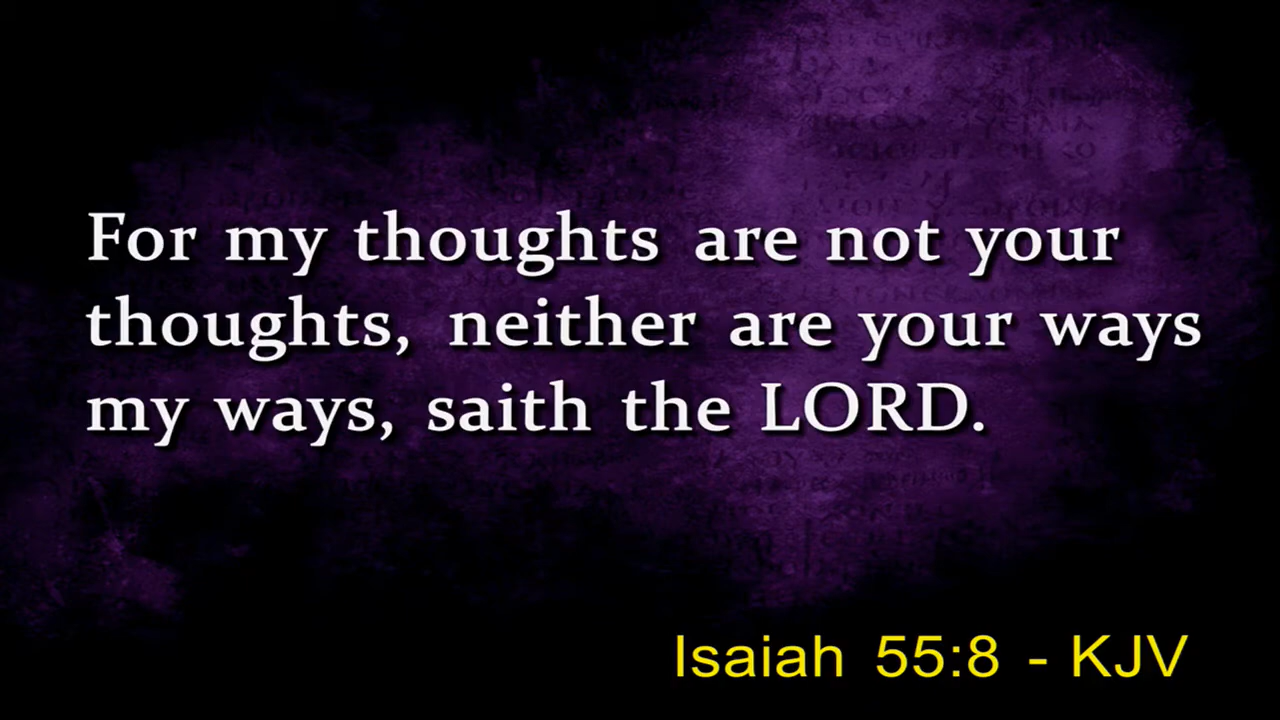 For my thoughts are not your
thoughts, neither are your ways
my ways, saith the LORD.
Isaiah 55:8 - KJV